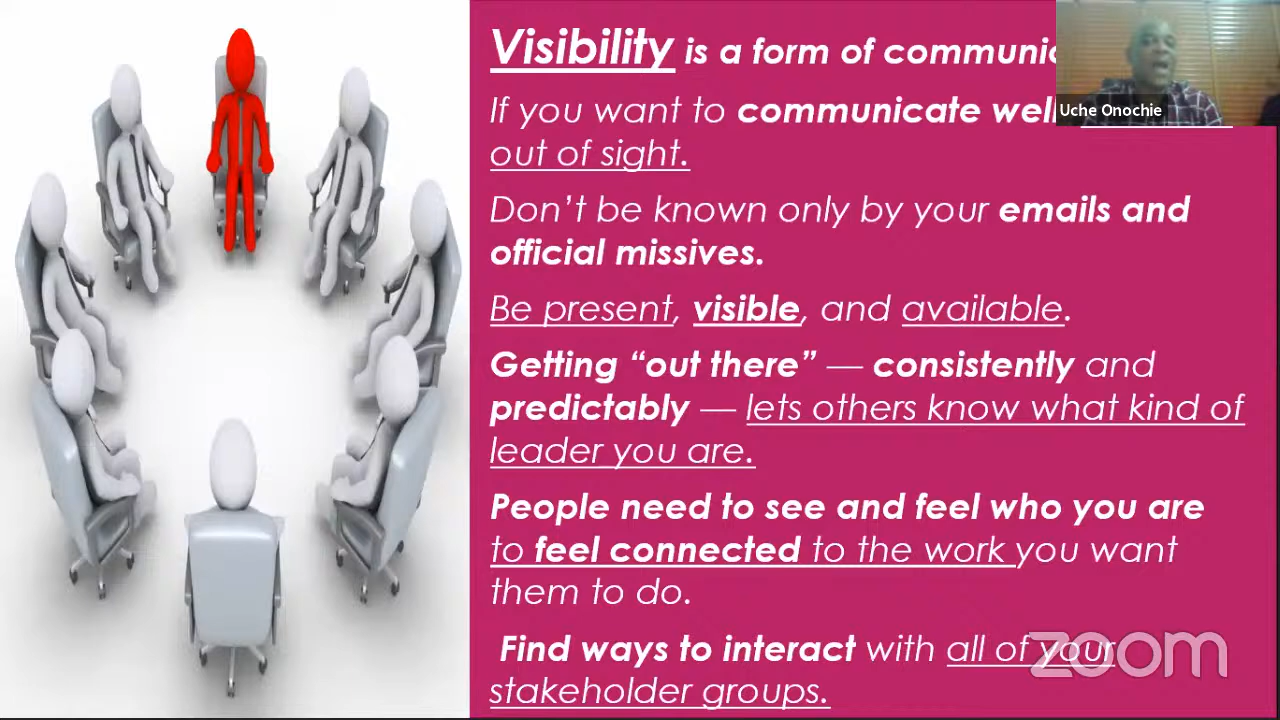 Visibility is a form of
If you want to communicate
out of sight.
Don’t be known only by your emails and
official missives.
Be present, visible, and available.
Getting “out there” — consistently and
predictably — lets others know what kind of
leader you are.
People need to see and feel who you are
to feel connected to the work you want
them to do.
Find ways to interact with all of your
stakeholder groups.
Uche Onochie
zoom